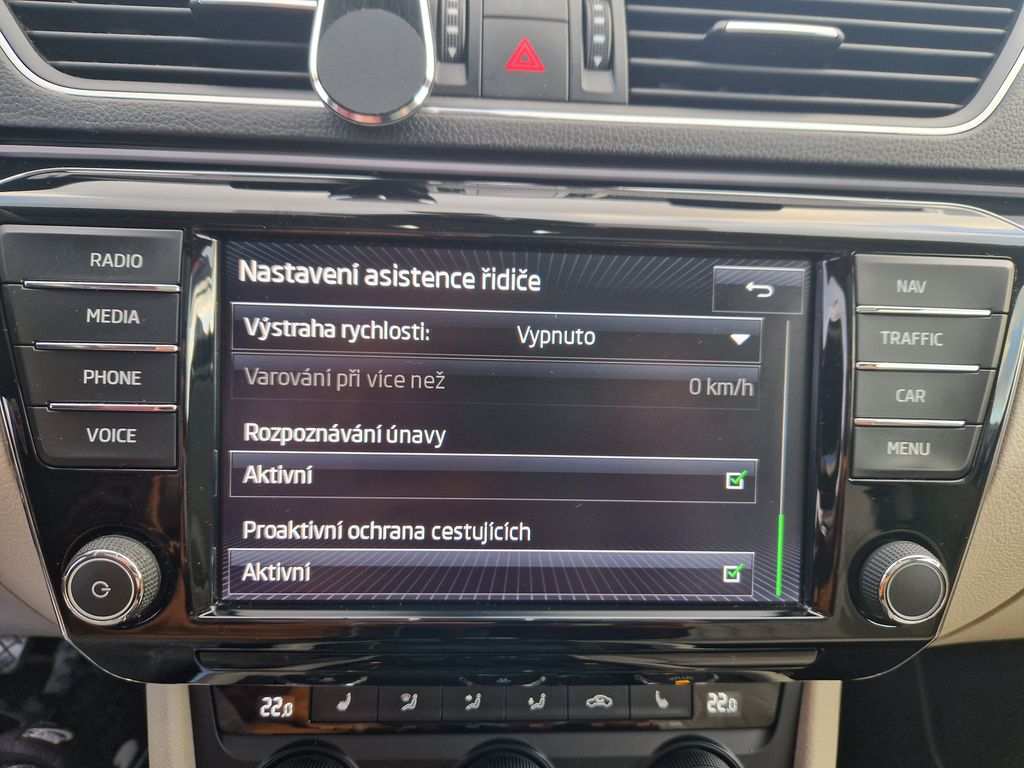 Nastavení asistence řidiče
Výstraha rychlosti: Vypnuto
Varování při více než 0 km/h
Rozpoznávání únavy
Aktivní
Proaktivní ochrana cestujících
Aktivní
RADIO
MEDIA
PHONE
VOICE
NAV
TRAFFIC
CAR
MENU
22.0 22.0